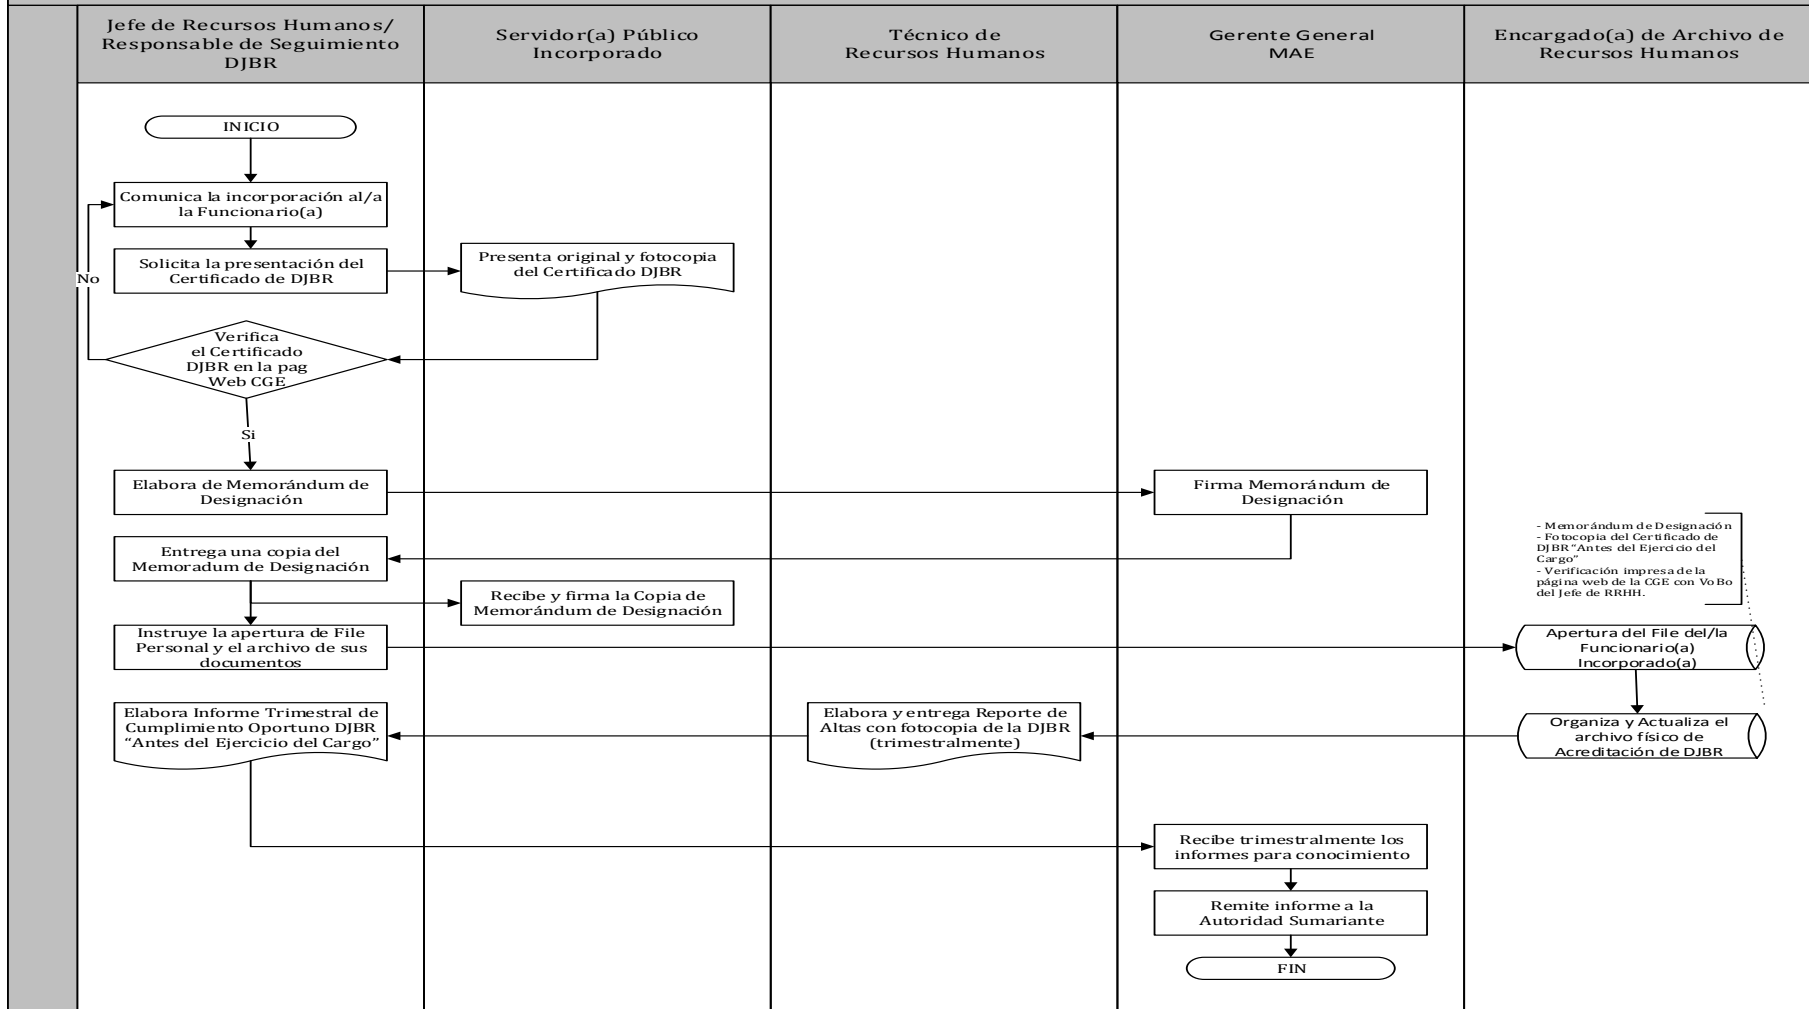 Jefe de Recursos Humanos/
Responsable de Seguimiento
DJBR
Servidor(a) Público
Incorporado
Técnico de
Recursos Humanos
Gerente General
MAE
Encargado(a) de Archivo de
Recursos Humanos
INICIO
Comunica la incorporación al/a
la Funcionario(a)
Solicita la presentación del
Certificado de DJBR
Presenta original y fotocopia
del Certificado DJBR
No
Verifica
el Certificado
DJBR en la pag
Web CGE
Si
Elabora de Memorándum de
Designación
Firma Memorándum de
Designación
Entrega una copia del
Memoradum de Designación
- Memorándum de Designación
- Fotocopia del Certificado de
DJBR "Antes del Ejercicio del
Cargo"
- Verificación impresa de la
página web de la CGE con VoBo
del Jefe de RRHH.
Recibe y firma la Copia de
Memorándum de Designación
Instruye la apertura de File
Personal y el archivo de sus
documentos
Apertura del File del/la
Funcionario(a)
Incorporado(a)
Elabora Informe Trimestral de
Cumplimiento Oportuno DJBR
“Antes del Ejercicio del Cargo”
Elabora y entrega Reporte de
Altas con fotocopia de la DJBR
(trimestralmente)
Organiza y Actualiza el
archivo físico de
Acreditación de DJBR
Recibe trimestralmente los
informes para conocimiento
Remite informe a la
Autoridad Sumariante
FIN